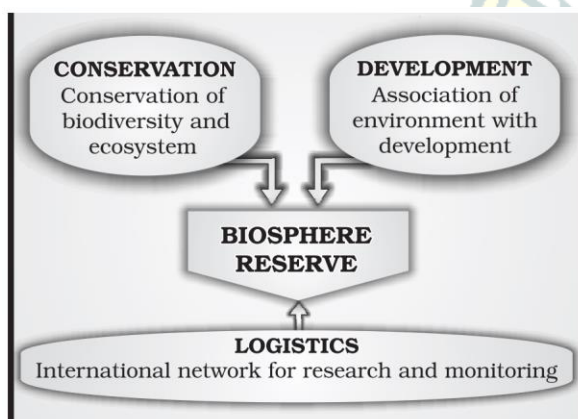 CONSERVATION
Conservation of
biodiversity and
ecosystem
DEVELOPMENT
Association of
environment with
development
BIOSPHERE
RESERVE
LOGISTICS
International network for research and monitoring